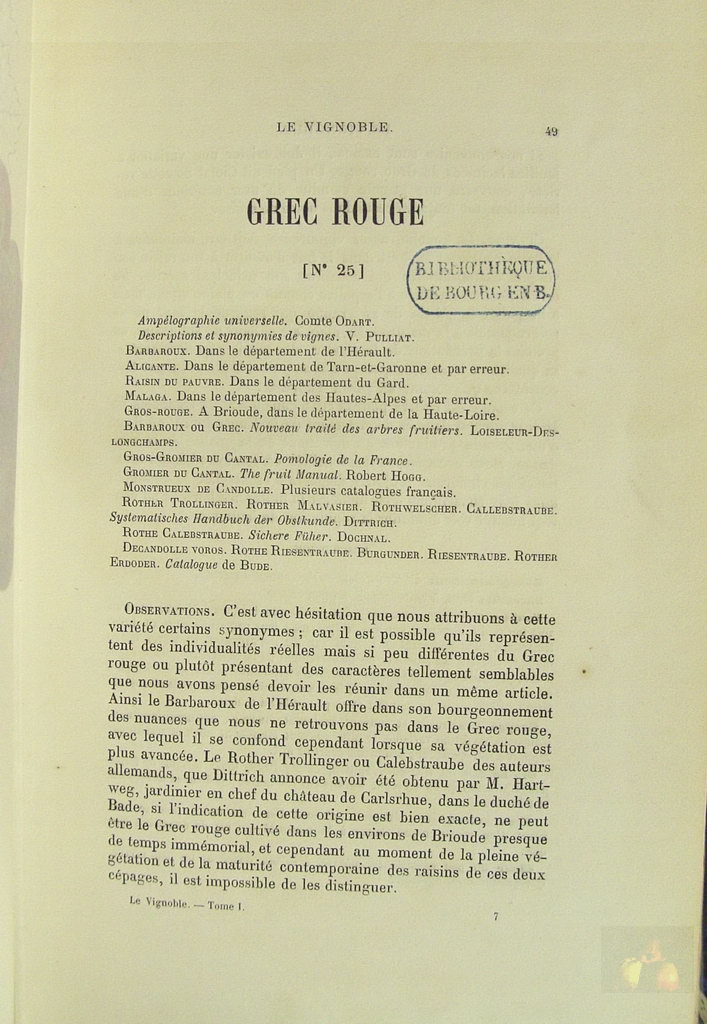 LE VIGNOBLE.
49
GREC ROUGE
[N° 25]
BIBLIOTHÈQUE
DE BOURG EN B.
Ampélographie universelle. Comte ODART.
Descriptions et synonymies de vignes. V. PULLIAT.
BARBAROUX. Dans le département de l'Hérault.
ALICANTE. Dans le département de Tarn-et-Garonne et par erreur.
RAISIN DU PAUVRE. Dans le département du Gard.
MALAGA. Dans le département des Hautes-Alpes et par erreur.
GROS-ROUGE. A Brioude, dans le département de la Haute-Loire.
BARBAROUX OU GREC. Nouveau traité des arbres fruitiers. LOISELEUR-DES-
LONGCHAMPS.
GROS-GROMIER DU CANTAL. Pomologie de la France.
GROMIER DU CANTAL. The fruit Manual. Robert HOGG.
MONSTRUEUX DE CANDOLLE. Plusieurs catalogues français.
ROTHER TROLLINGER. ROTHER MALVASIER. ROTHWELSCHER. CALLEBSTRAUBE.
Systematisches Handbuch der Obstkunde. DITTRICH.
ROTHE CALEBSTRAUBE. Sichere Füher. DOCHNAL.
DECANDOLLE VOROS. ROTHE RIESENTRAUBE. BURGUNDER. RIESENTRAUBE. ROTHER
ERDODER. Catalogue de BUDE.
OBSERVATIONS. C'est avec hésitation que nous attribuons à cette
variété certains synonymes ; car il est possible qu'ils représen-
tent des individualités réelles mais si peu différentes du Grec
rouge ou plutôt présentant des caractères tellement semblables
que nous avons pensé devoir les réunir dans un même article.
Ainsi le Barbaroux de l'Hérault offre dans son bourgeonnement
des nuances que nous ne retrouvons pas dans le Grec rouge,
avec lequel il se confond cependant lorsque sa végétation est
plus avancée. Le Rother Trollinger ou Calebstraube des auteurs
allemands, que Dittrich annonce avoir été obtenu par M. Hart-
weg, jardinier en chef du château de Carlsrhue, dans le duché de
Bade, si l'indication de cette origine est bien exacte, ne peut
être le Grec rouge cultivé dans les environs de Brioude presque
de temps immémorial, et cependant au moment de la pleine vé-
gétation et de la maturité contemporaine des raisins de ces deux
cépages, il est impossible de les distinguer.
Le Vignoble. — Tome I.
7